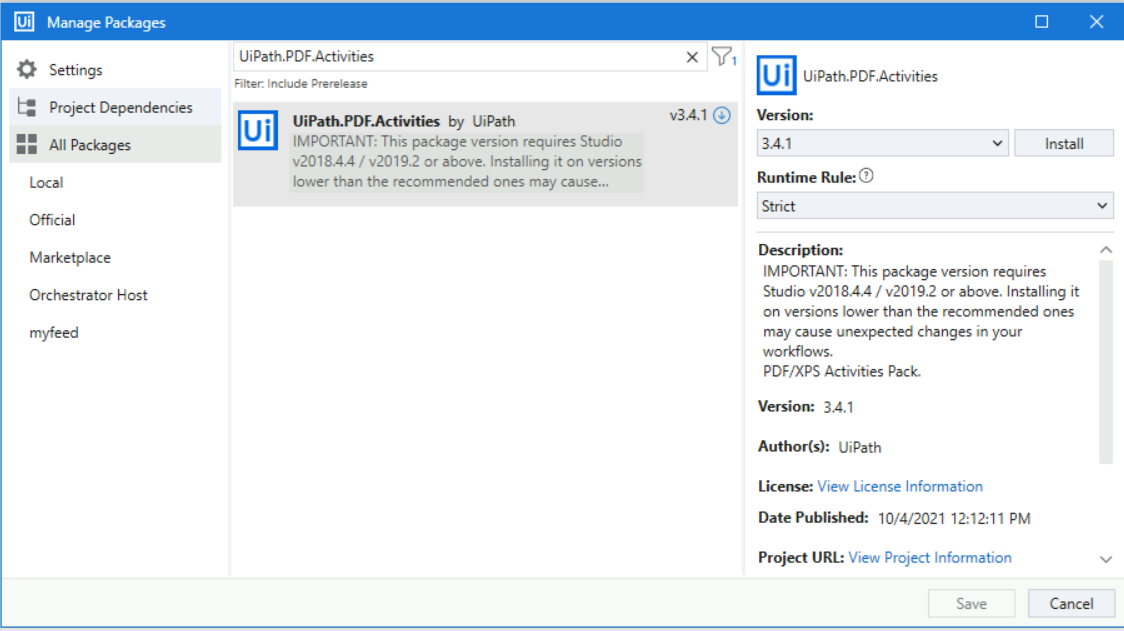 Ui Manage Packages
Settings
Project Dependencies
All Packages
Local
Official
Marketplace
Orchestrator Host
myfeed
UiPath.PDF.Activities
1
Filter: Include Prerelease
Ui
UiPath.PDF.Activities by UiPath v3.4.1
IMPORTANT: This package version requires Studio
v2018.4.4 / v2019.2 or above. Installing it on versions
lower than the recommended ones may cause...
Ui UiPath.PDF.Activities
Version:
3.4.1 Install
Runtime Rule: ?
Strict
Description:
IMPORTANT: This package version requires
Studio v2018.4.4 / v2019.2 or above. Installing it
on versions lower than the recommended ones
may cause unexpected changes in your
workflows.
PDF/XPS Activities Pack.
Version: 3.4.1
Author(s): UiPath
License: View License Information
Date Published: 10/4/2021 12:12:11 PM
Project URL: View Project Information
Save Cancel